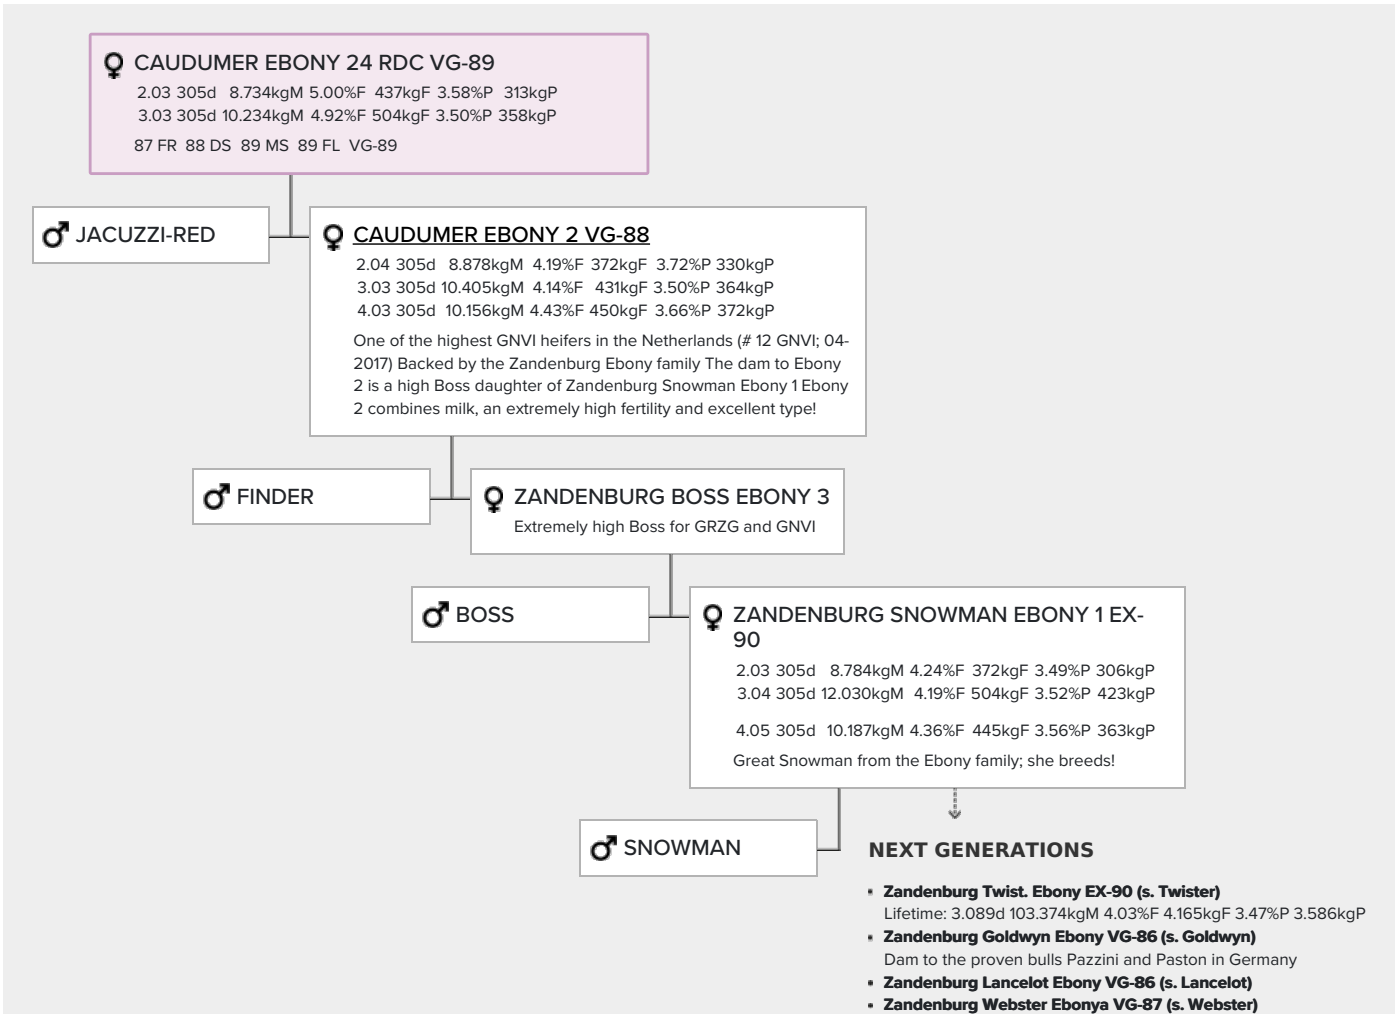 CAUDUMER EBONY 24 RDC VG-89
2.03 305d 8.734kgM 5.00%F 437kgF 3.58%P 313kgP
3.03 305d 10.234kgM 4.92%F 504kgF 3.50%P 358kgP
87 FR 88 DS 89 MS 89 FL VG-89
JACUZZI-RED
CAUDUMER EBONY 2 VG-88
2.04 305d 8.878kgM 4.19%F 372kgF 3.72%P 330kgP
3.03 305d 10.405kgM 4.14%F 431kgF 3.50%P 364kgP
4.03 305d 10.156kgM 4.43%F 450kgF 3.66%P 372kgP
One of the highest GNVI heifers in the Netherlands (# 12 GNVI; 04-
2017) Backed by the Zandenburg Ebony family The dam to Ebony
2 is a high Boss daughter of Zandenburg Snowman Ebony 1 Ebony
2 combines milk, an extremely high fertility and excellent type!
FINDER
ZANDENBURG BOSS EBONY 3
Extremely high Boss for GRZG and GNVI
BOSS
ZANDENBURG SNOWMAN EBONY 1 EX-
90
2.03 305d 8.784kgM 4.24%F 372kgF 3.49%P 306kgP
3.04 305d 12.030kgM 4.19%F 504kgF 3.52%P 423kgP
4.05 305d 10.187kgM 4.36%F 445kgF 3.56%P 363kgP
Great Snowman from the Ebony family; she breeds!
SNOWMAN
NEXT GENERATIONS
Zandenburg Twist. Ebony EX-90 (s. Twister)
Lifetime: 3.089d 103.374kgM 4.03%F 4.165kgF 3.47%P 3.586kgP
Zandenburg Goldwyn Ebony VG-86 (s. Goldwyn)
Dam to the proven bulls Pazzini and Paston in Germany
Zandenburg Lancelot Ebony VG-86 (s. Lancelot)
Zandenburg Webster Ebonya VG-87 (s. Webster)